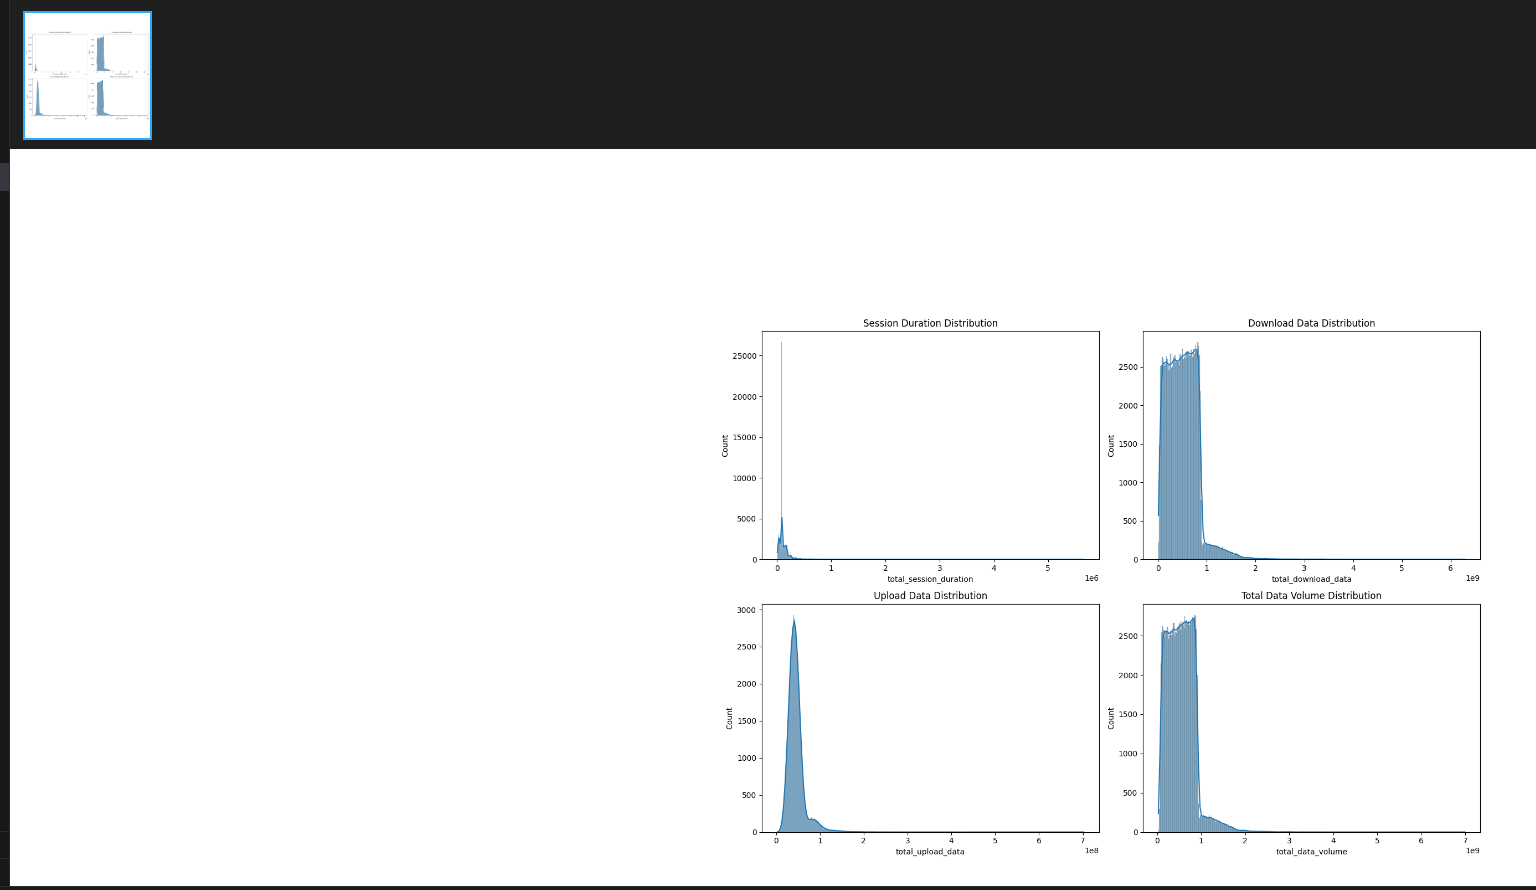 Session Duration Distribution
25000
20000
15000
10000
5000
0
Count
0 1 2 3 4 5
1e6
total_session_duration
Download Data Distribution
2500
2000
1500
1000
500
0
Count
0 1 2 3 4 5 6
1e9
total_download_data
Upload Data Distribution
3000
2500
2000
1500
1000
500
0
Count
0 1 2 3 4 5 6 7
1e8
total_upload_data
Total Data Volume Distribution
2500
2000
1500
1000
500
0
Count
0 1 2 3 4 5 6 7
1e9
total_data_volume